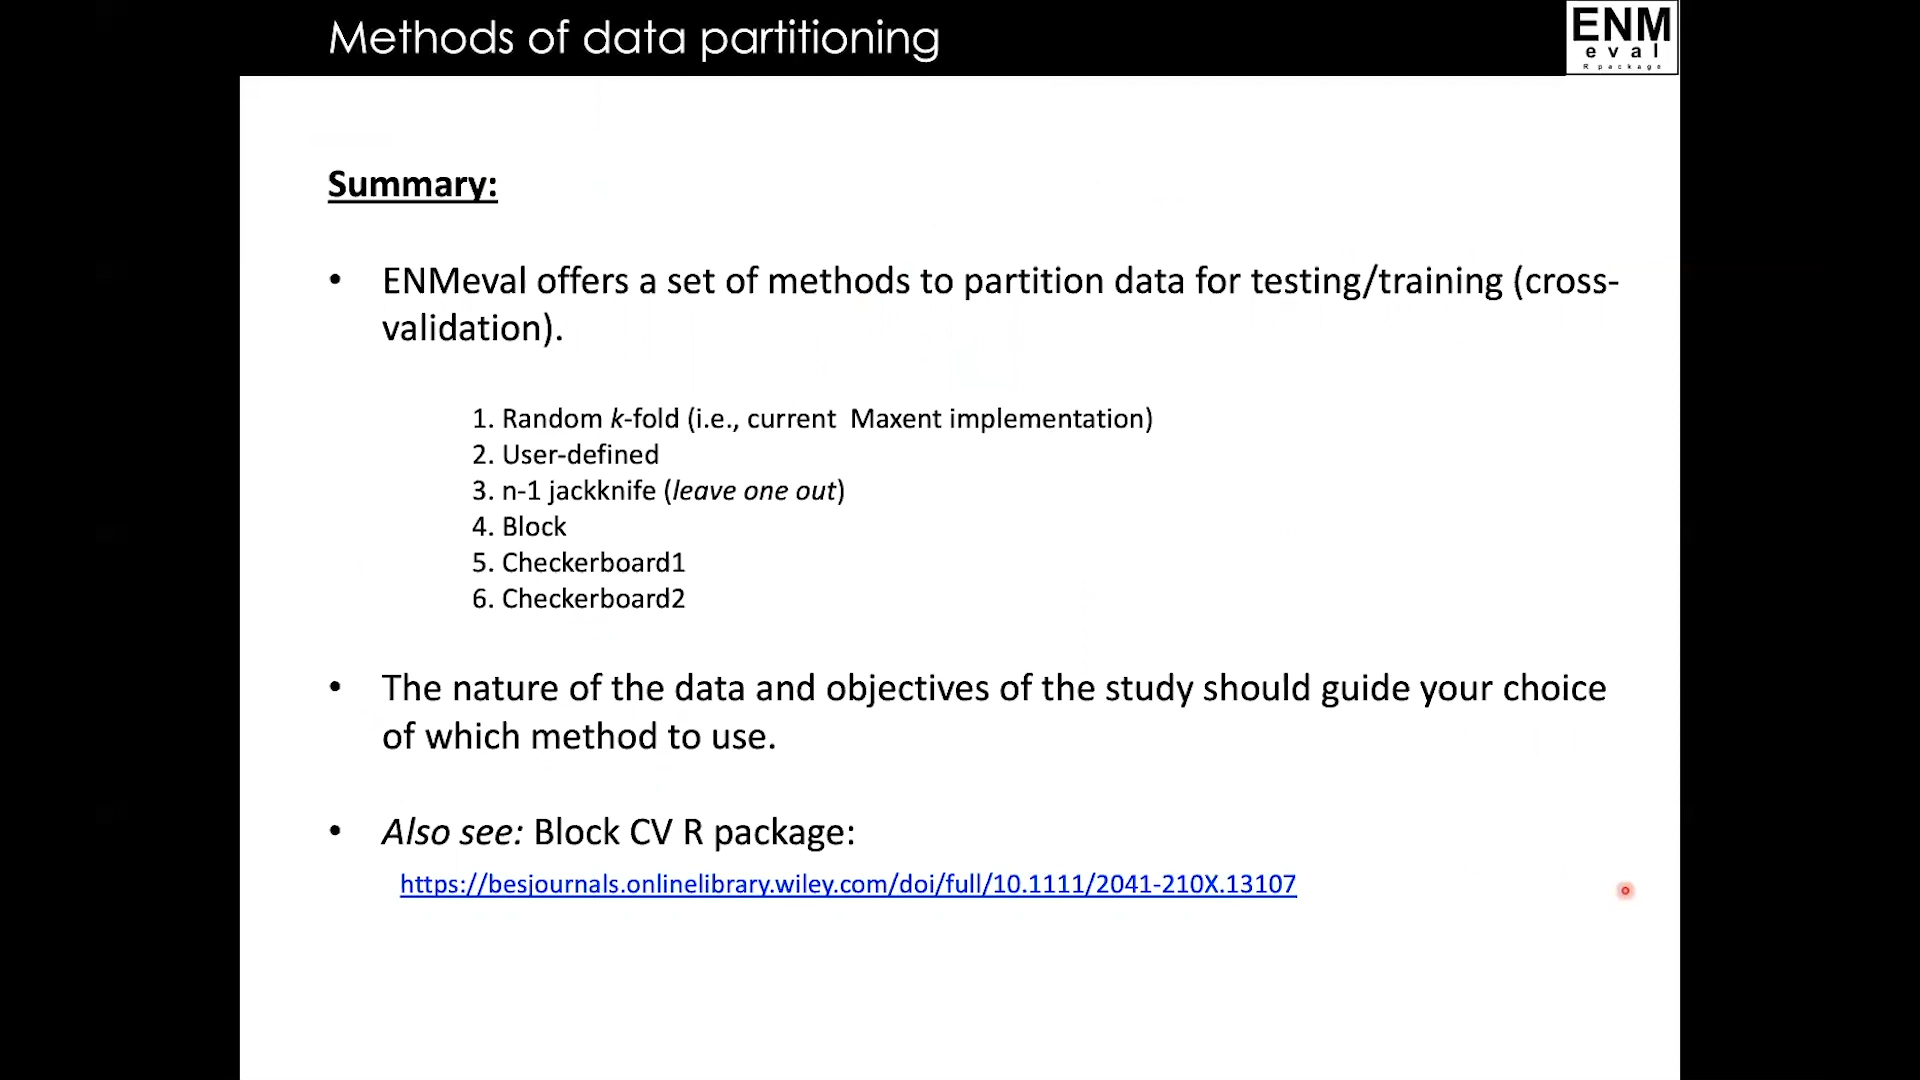 Methods of data partitioning
ENM
eval
R package
Summary:
• ENMeval offers a set of methods to partition data for testing/training (cross-
validation).
1. Random k-fold (i.e., current  Maxent implementation)
2. User-defined
3. n-1 jackknife (leave one out)
4. Block
5. Checkerboard1
6. Checkerboard2
• The nature of the data and objectives of the study should guide your choice
of which method to use.
• Also see: Block CV R package:
https://besjournals.onlinelibrary.wiley.com/doi/full/10.1111/2041-210X.13107